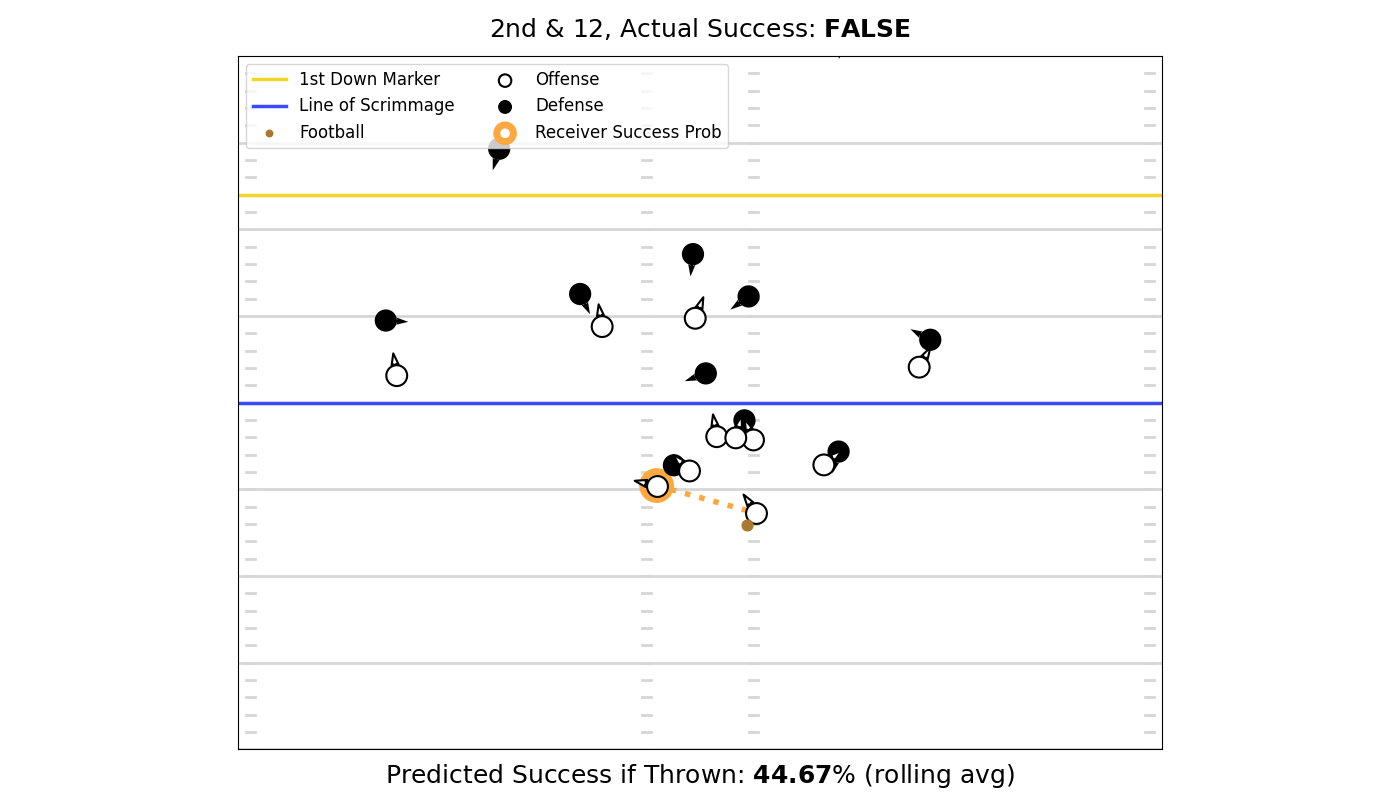 2nd & 12, Actual Success: FALSE
1st Down Marker
Line of Scrimmage
Football
Offense
Defense
Receiver Success Prob
Predicted Success if Thrown: 44.67% (rolling avg)